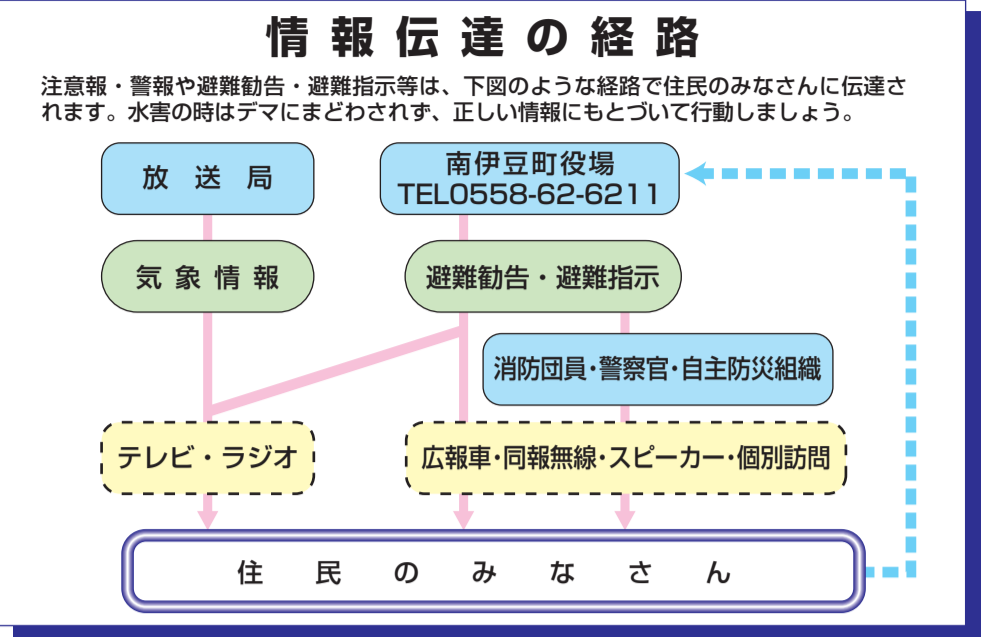 情報伝達の経路
注意報・警報や避難勧告・避難指示等は、下図のような経路で住民のみなさんに伝達さ
れます。水害の時はデマにまどわされず、正しい情報にもとづいて行動しましょう。
放送局
南伊豆町役場
TEL0558-62-6211
気象情報
避難勧告・避難指示
消防団員・警察官・自主防災組織
テレビ・ラジオ
広報車・同報無線・スピーカー・個別訪問
住民のみなさん